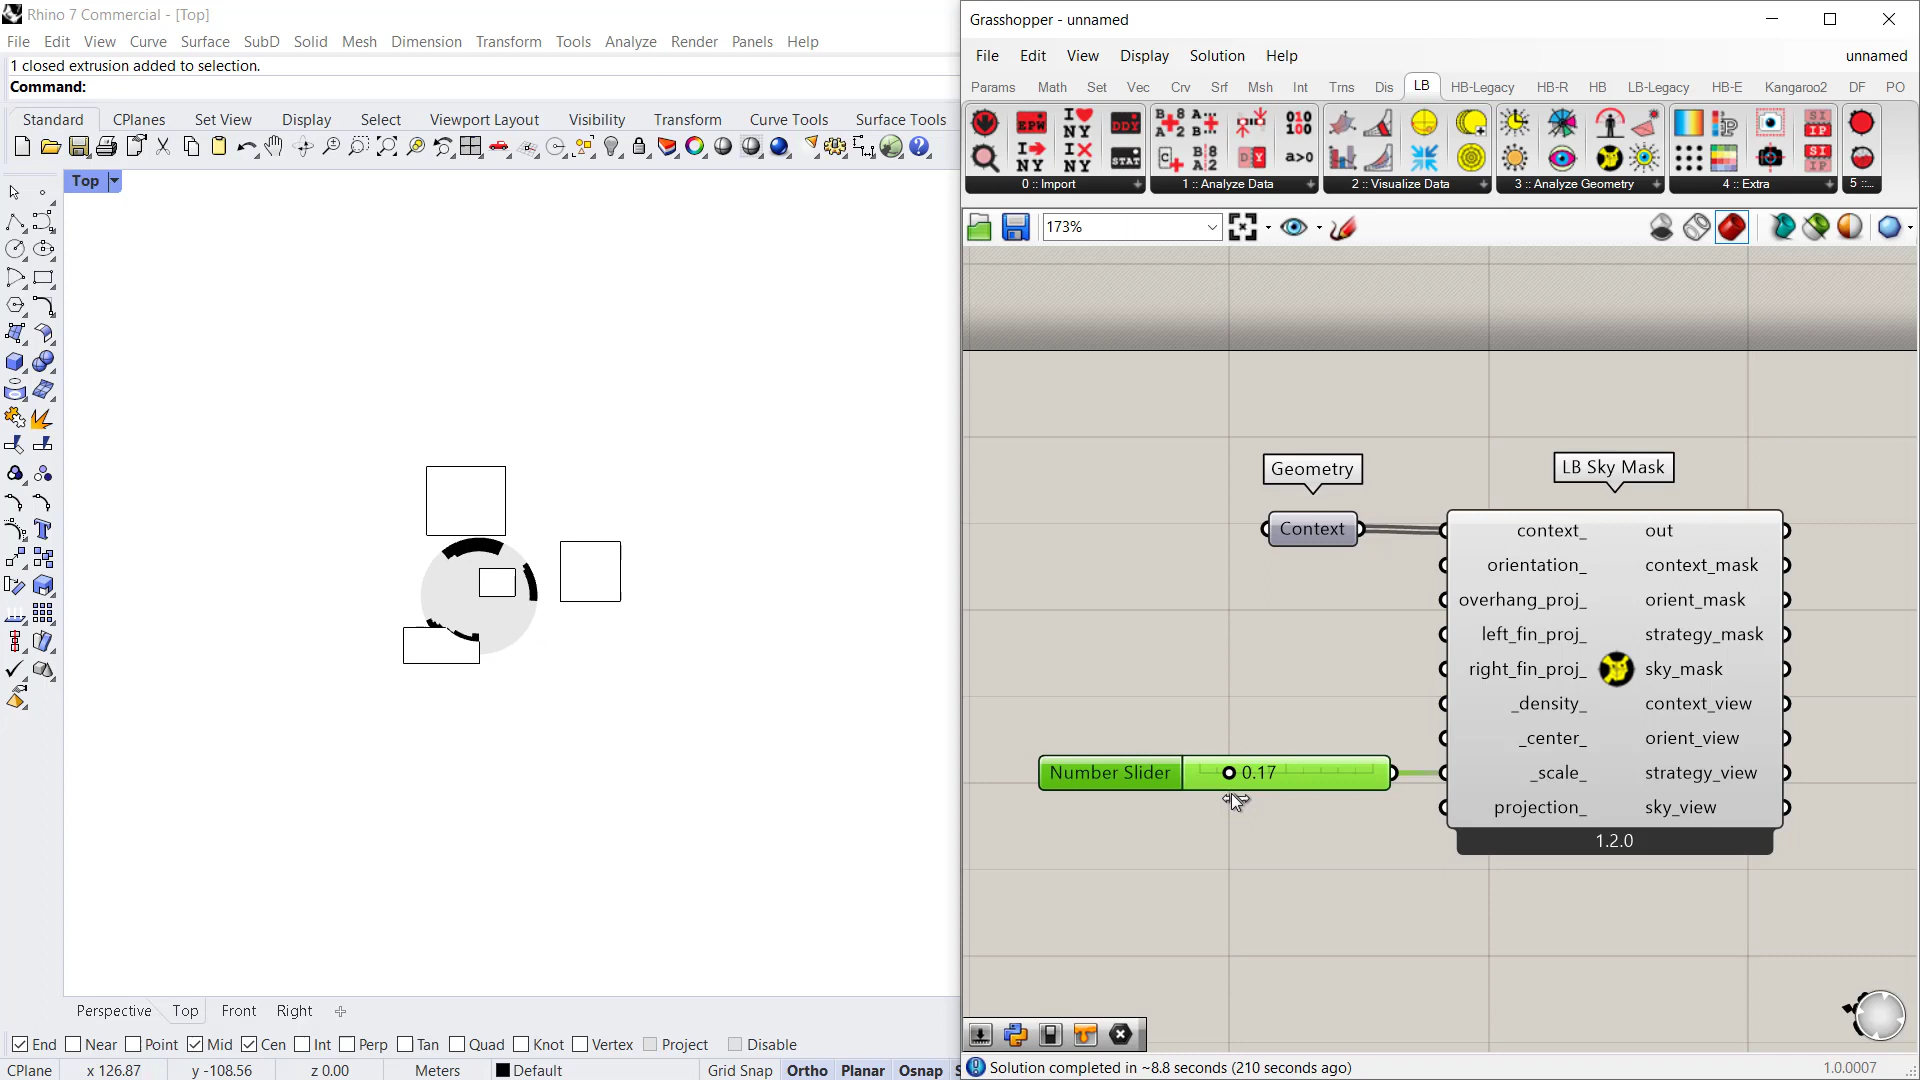 Rhino 7 Commercial - [Top]
File Edit View Curve Surface SubD Solid Mesh Dimension Transform Tools Analyze Render Panels Help
1 closed extrusion added to selection.
Command:
Standard CPlanes Set View Display Select Viewport Layout Visibility Transform Curve Tools Surface Tools
Top
Perspective Top Front Right
End Near Point Mid Cen Int Perp Tan Quad Knot Vertex Project Disable
CPlane x 126.87 y -108.56 z 0.00 Meters Default Grid Snap Ortho Planar Osnap
Grasshopper - unnamed
File Edit View Display Solution Help unnamed
Params Math Set Vec Crv Srf Msh Int Trns Dis LB HB-Legacy HB-R HB LB-Legacy HB-E Kangaroo2 DF PO
0 :: Import 1 :: Analyze Data 2 :: Visualize Data 3 :: Analyze Geometry 4 :: Extra 5 ::...
173%
Geometry
LB Sky Mask
Context
context_ out
orientation_ context_mask
overhang_proj_ orient_mask
left_fin_proj_ strategy_mask
right_fin_proj_ sky_mask
_density_ context_view
_center_ orient_view
Number Slider 0.17 _scale_ strategy_view
projection_ sky_view
1.2.0
Solution completed in ~8.8 seconds (210 seconds ago)
1.0.0007